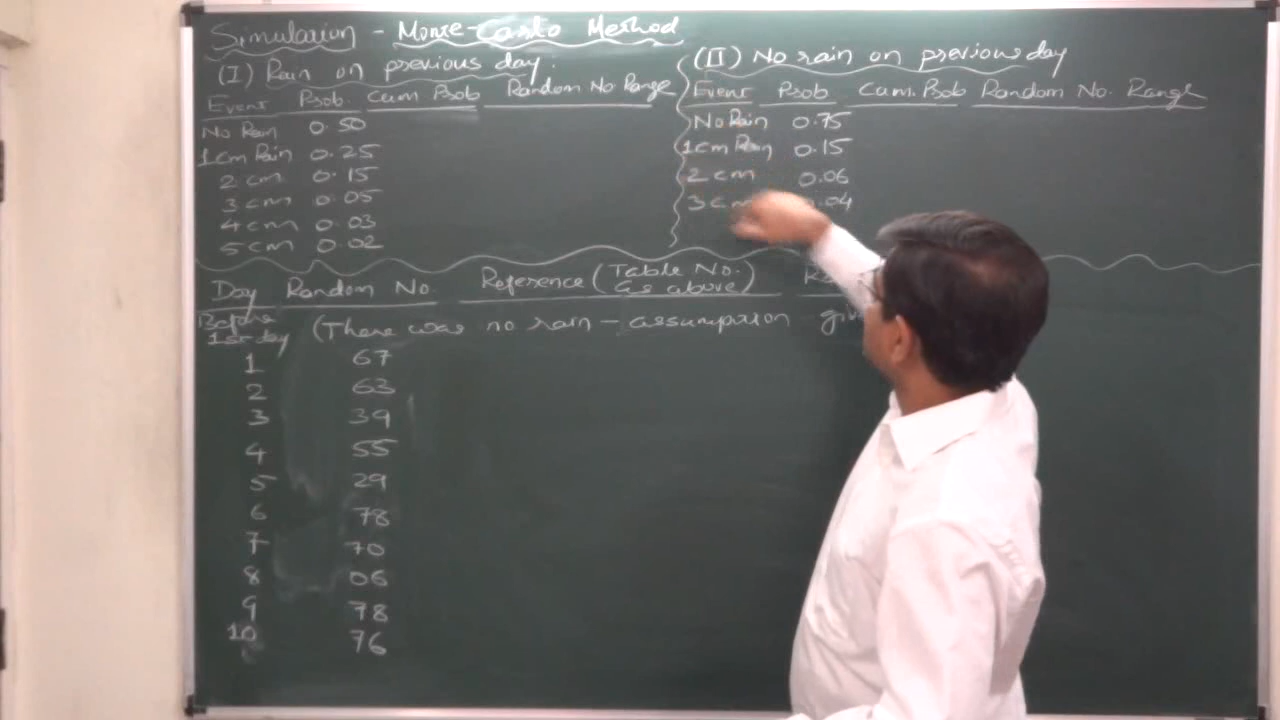 Simulation - Monte-Carlo Method
(I) Rain on previous day.
Event Prob. Cum Prob Random No. Range
No Rain 0.50
1cm Rain 0.25
2 cm 0.15
3 cm 0.05
4 cm 0.03
5 cm 0.02
(II) No rain on previous day
Event Prob Cum. Prob Random No. Range
No Rain 0.75
1cm Rain 0.15
2 cm 0.06
3 cm .04
Day Random No. Reference (Table No. as above)
Before 1st day (There was no rain - assumption
1 67
2 63
3 39
4 55
5 29
6 78
7 70
8 06
9 78
10 76